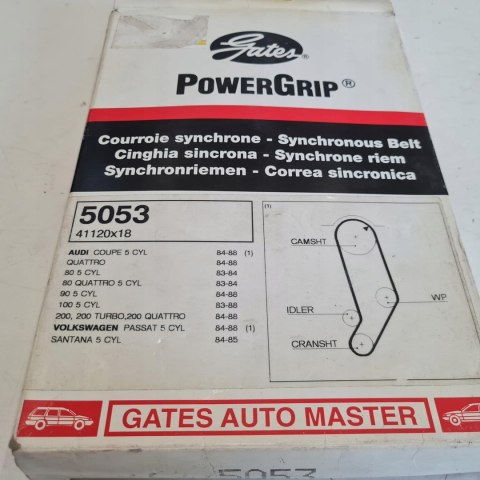 Gates®
POWERGRIP®
Courroie synchrone - Synchronous Belt
Cinghia sincrona - Synchrone riem
Synchronriemen - Correa sincronica
5053
41120x18
AUDI COUPE 5 CYL 84-88 (1)
QUATTRO 84-88
80 5 CYL 83-84
80 QUATTRO 5 CYL 84-88
90 5 CYL 84-88
100 5 CYL 83-88
200, 200 TURBO,200 QUATTRO 84-88
VOLKSWAGEN PASSAT 5 CYL 84-88 (1)
SANTANA 5 CYL 84-85
(1)
CAMSHT
WP
IDLER
CRANSHT
GATES AUTO MASTER
5053